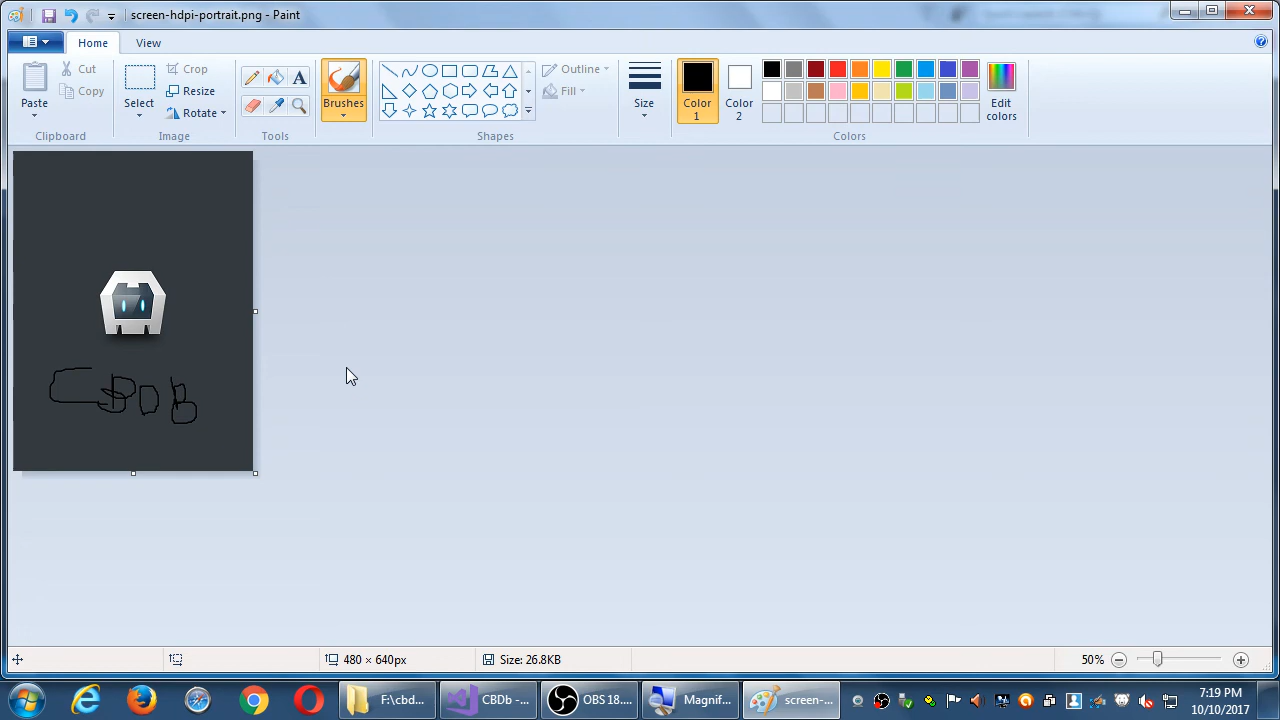 screen-hdpi-portrait.png - Paint
Home View
Paste Cut Copy Clipboard
Select Crop Resize Rotate Image
Tools
Brushes
Outline Fill Shapes
Size
Color 1 Color 2 Edit colors Colors
CBDB
480 × 640px Size: 26.8KB 50%
F:\cbd... CBDb -... OBS 18.... Magnif... screen-... 7:19 PM
10/10/2017